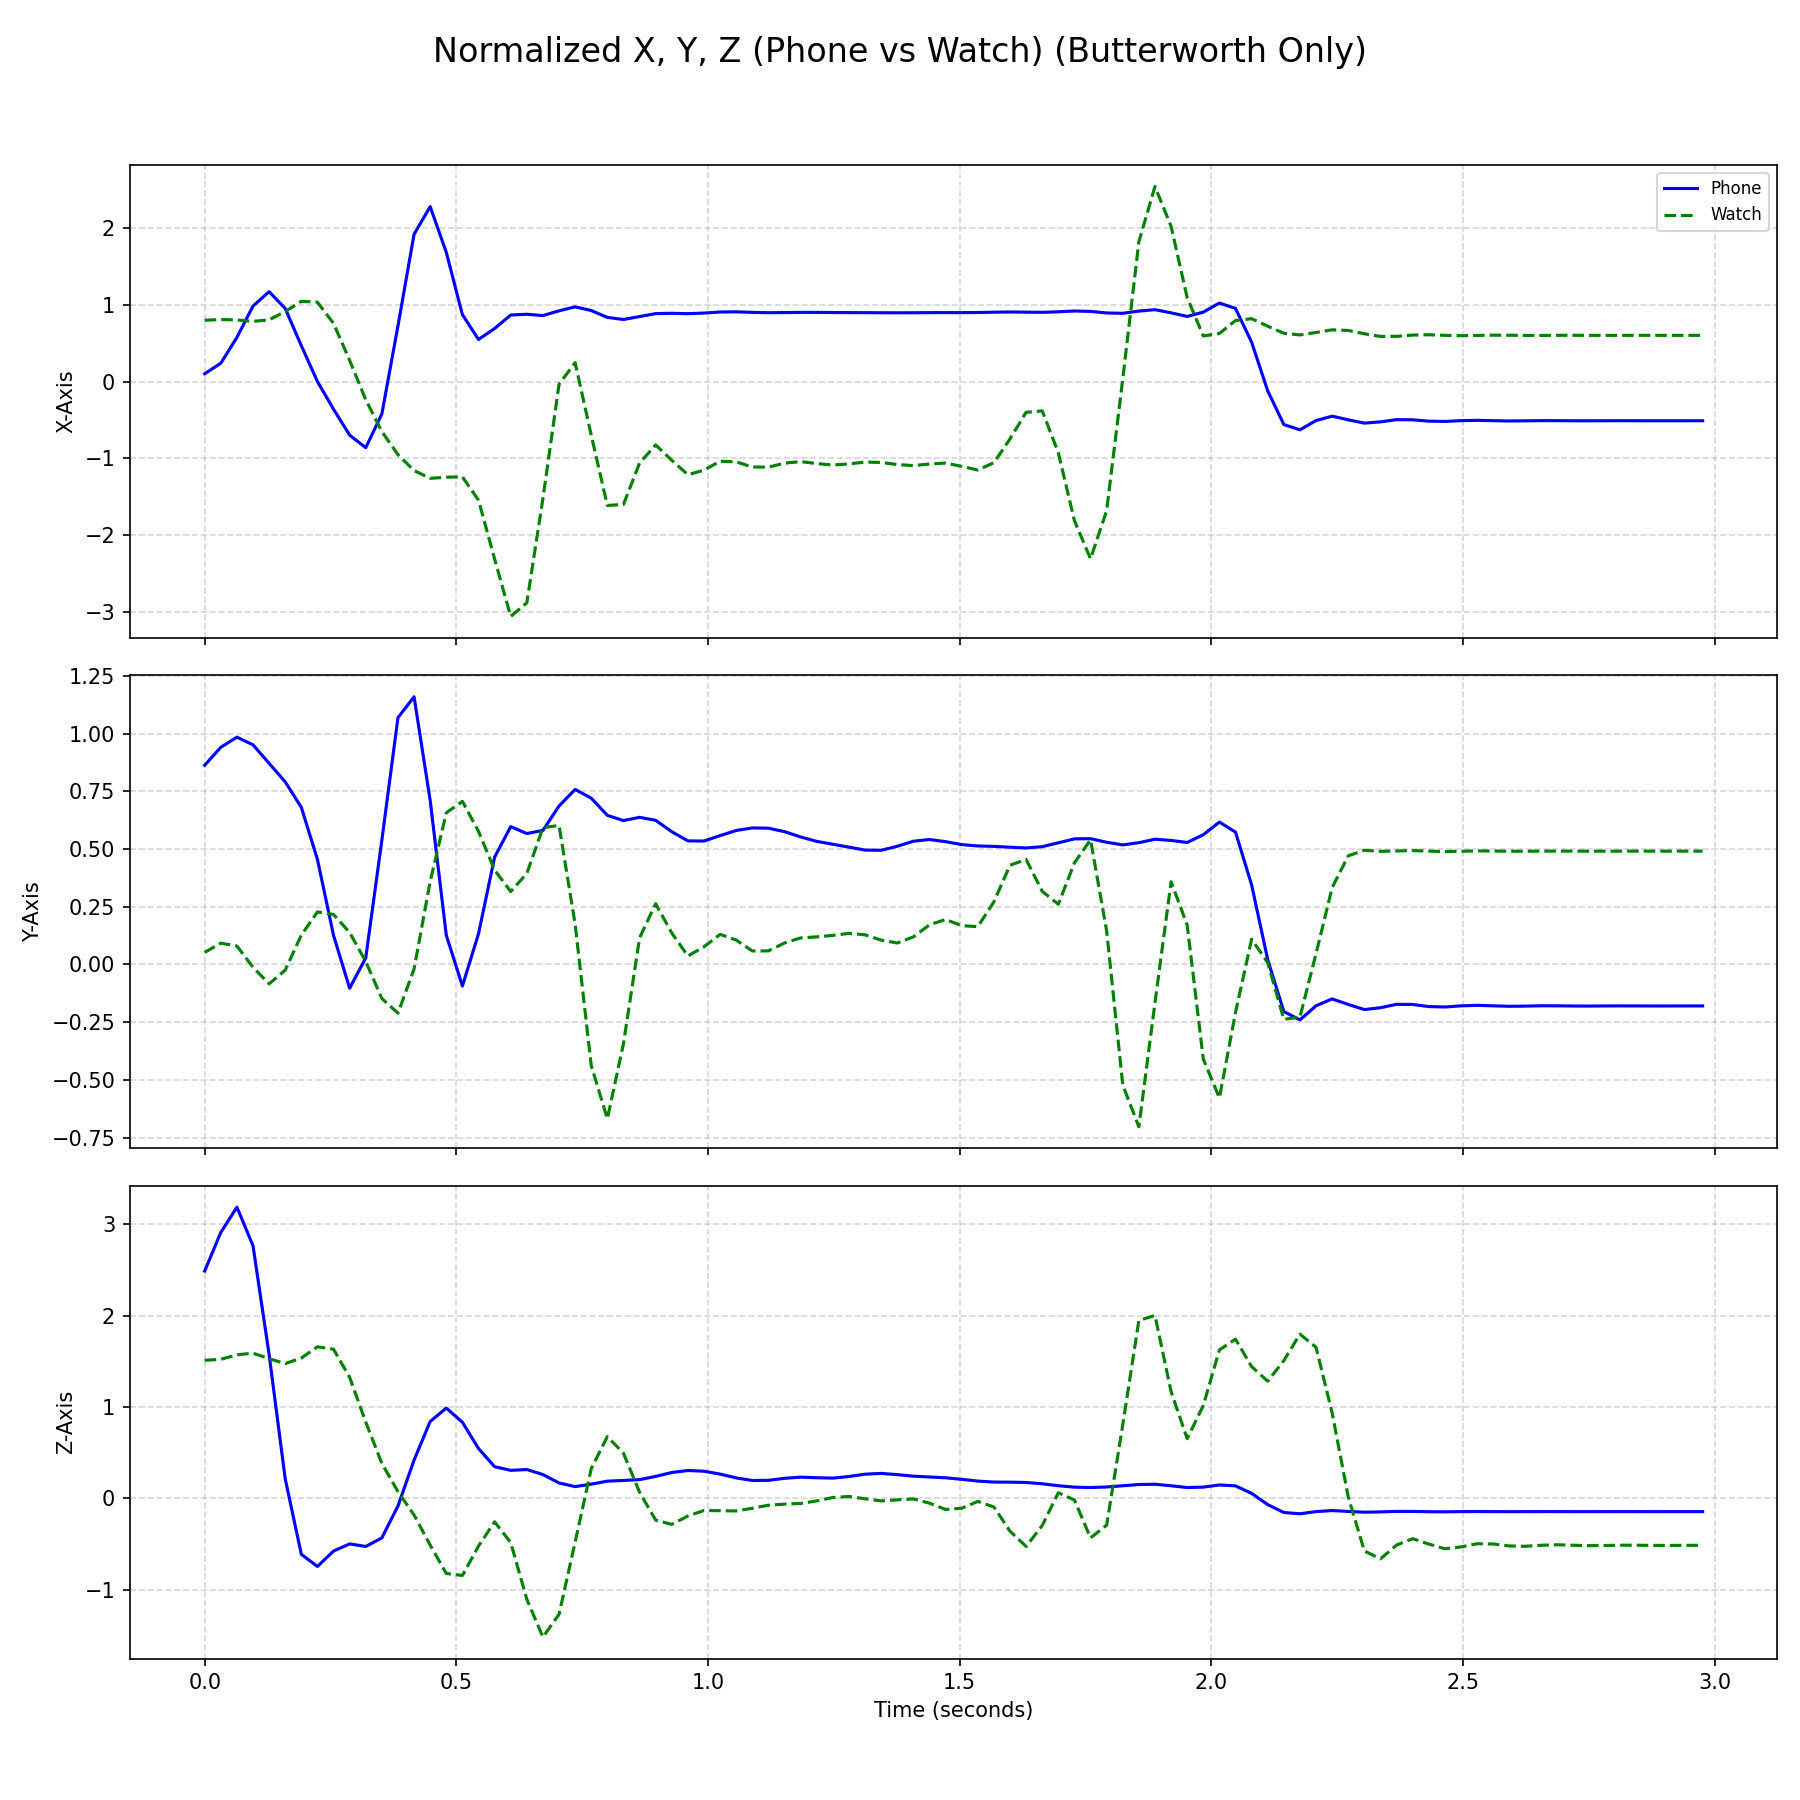 Normalized X, Y, Z (Phone vs Watch) (Butterworth Only)
Phone
Watch
X-Axis
2
1
0
−1
−2
−3
Y-Axis
1.25
1.00
0.75
0.50
0.25
0.00
−0.25
−0.50
−0.75
Z-Axis
3
2
1
0
−1
0.0 0.5 1.0 1.5 2.0 2.5 3.0
Time (seconds)